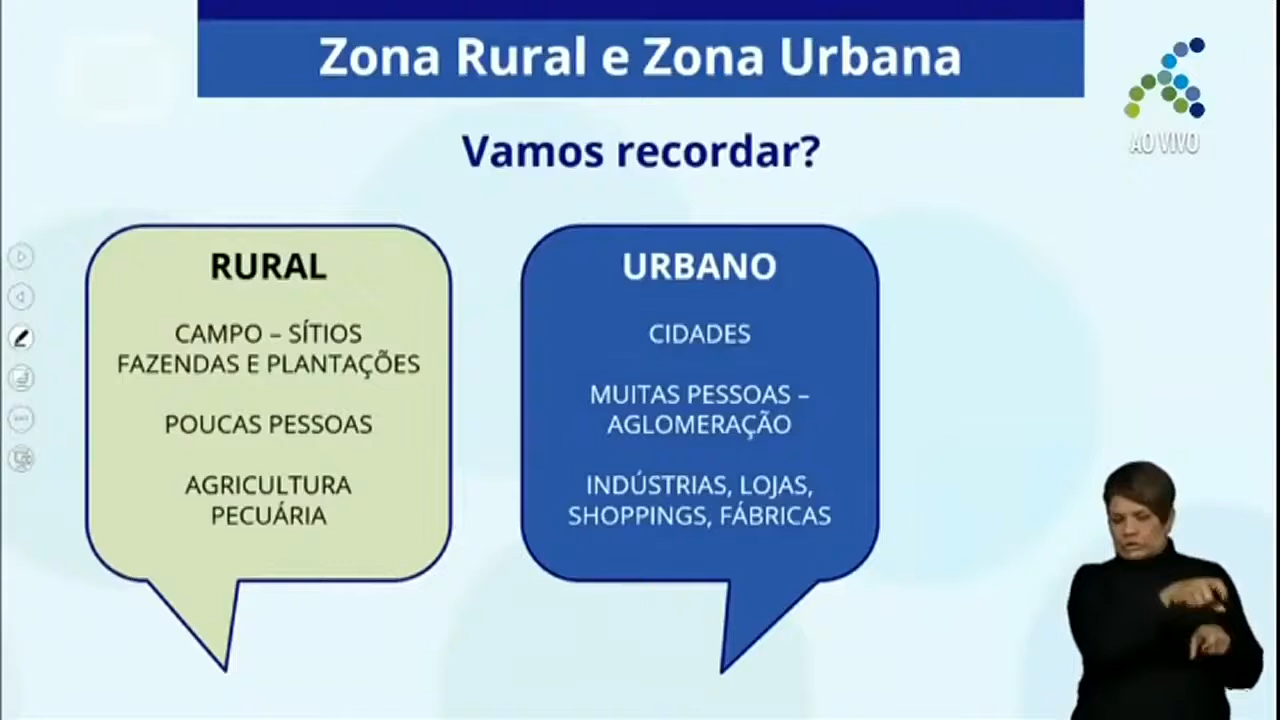 Zona Rural e Zona Urbana
AO VIVO
Vamos recordar?
RURAL
CAMPO – SÍTIOS
FAZENDAS E PLANTAÇÕES
POUCAS PESSOAS
AGRICULTURA
PECUÁRIA
URBANO
CIDADES
MUITAS PESSOAS –
AGLOMERAÇÃO
INDÚSTRIAS, LOJAS,
SHOPPINGS, FÁBRICAS